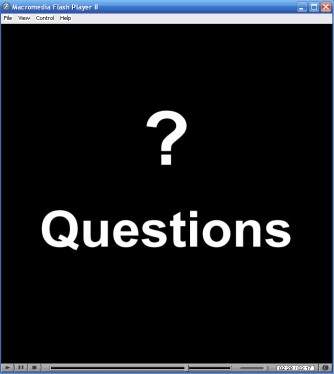 Macromedia Flash Player 8
File View Control Help
?
Questions